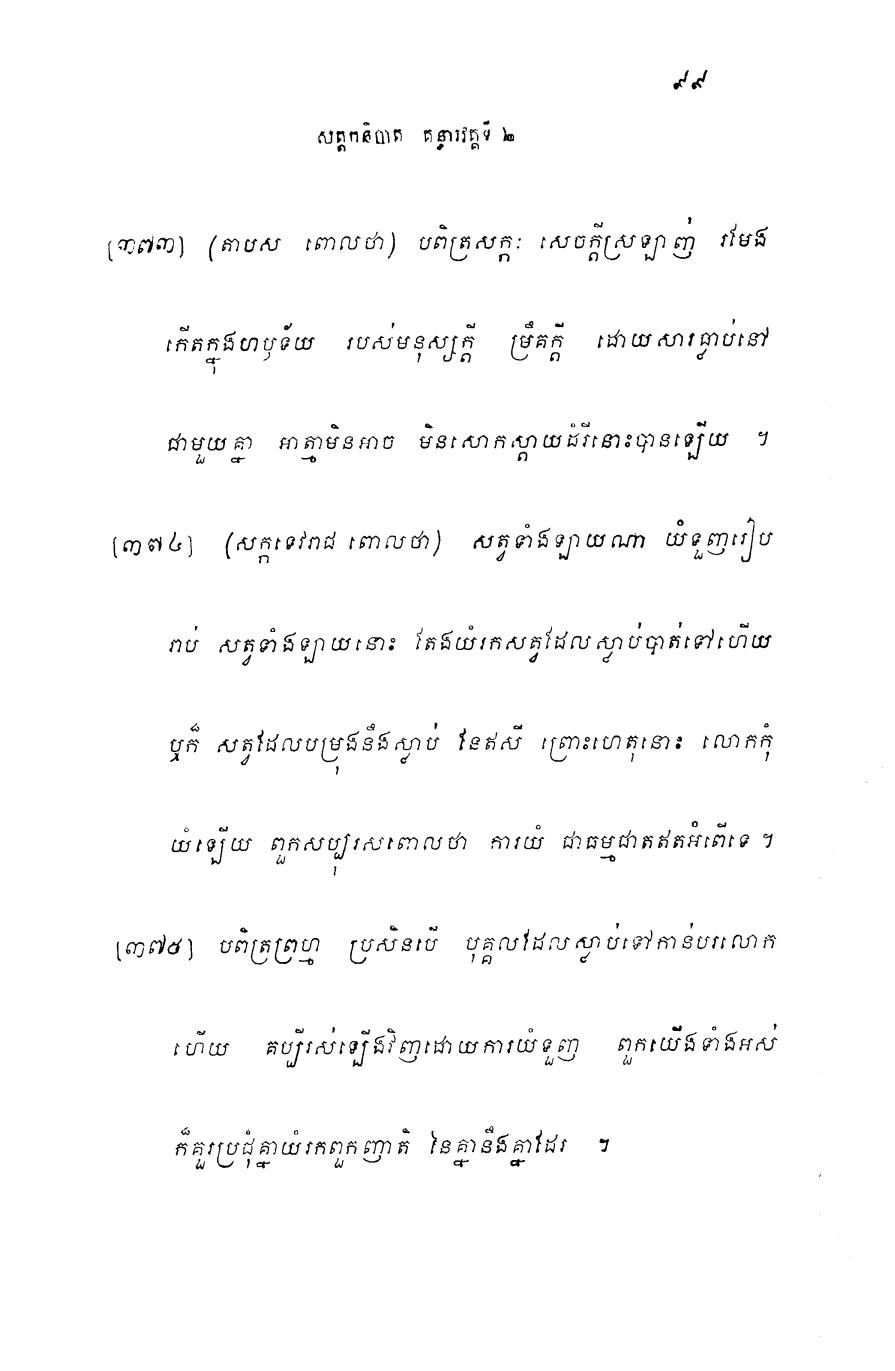 ៩៩
សត្តកនិបាត គន្ធារវគ្គទី ២
[៣៧៣] (តាបស ពោលថា) បពិត្រសក្កៈ សេចក្តីស្រឡាញ់ រមែង
កើតក្នុងហឫទ័យ របស់មនុស្សក្តី ម្រឹគក្តី ដោយសារធ្លាប់នៅ
ជាមួយគ្នា អាត្មាមិនអាច មិនសោកស្តាយដំរីនោះបានឡើយ ។
[៣៧៤] (សក្កទេវរាជ ពោលថា) សត្វទាំងឡាយណា យំទួញរៀប
រាប់ សត្វទាំងឡាយនោះ តែងយំរកសត្វដែលស្លាប់បាត់ទៅហើយ
ឬក៏ សត្វដែលបម្រុងនឹងស្លាប់ នែឥសី ព្រោះហេតុនោះ លោកកុំ
យំឡើយ ពួកសប្បុរសពោលថា ការយំ ជាធម្មជាតឥតអំពើទេ ។
[៣៧៥] បពិត្រព្រហ្ម ប្រសិនបើ បុគ្គលដែលស្លាប់ទៅកាន់បរលោក
ហើយ គប្បីរស់ឡើងវិញដោយការយំទួញ ពួកយើងទាំងអស់
ក៏គួរប្រជុំគ្នាយំរកពួកញាតិ នៃគ្នានឹងគ្នាដែរ ។